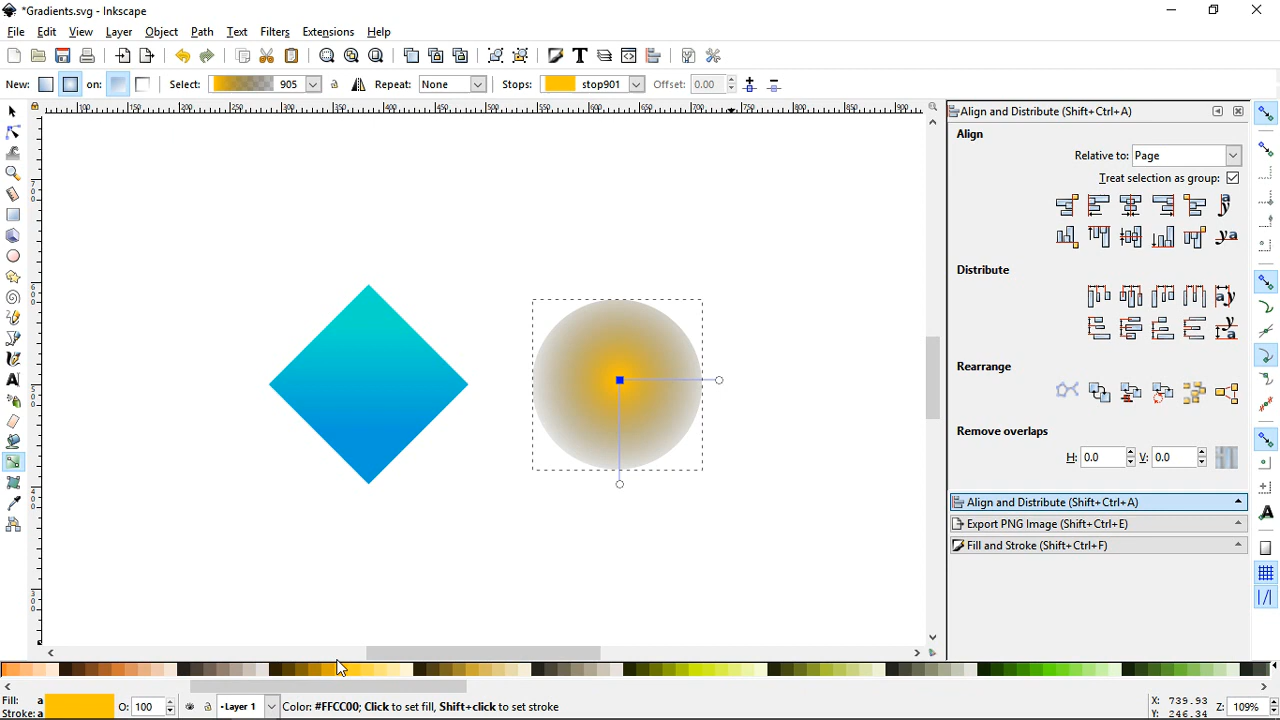 *Gradients.svg - Inkscape
File Edit View Layer Object Path Text Filters Extensions Help
New: on: Select: 905 Repeat: None Stops: stop901 Offset: 0.00
Align and Distribute (Shift+Ctrl+A)
Align
Relative to: Page
Treat selection as group:
Distribute
Rearrange
Remove overlaps
H: 0.0 V: 0.0
Align and Distribute (Shift+Ctrl+A)
Export PNG Image (Shift+Ctrl+E)
Fill and Stroke (Shift+Ctrl+F)
Fill: a
Stroke: a
O: 100 Layer 1 Color: #FFCC00; Click to set fill, Shift+click to set stroke
X: 739.93
Y: 246.34
Z: 109%